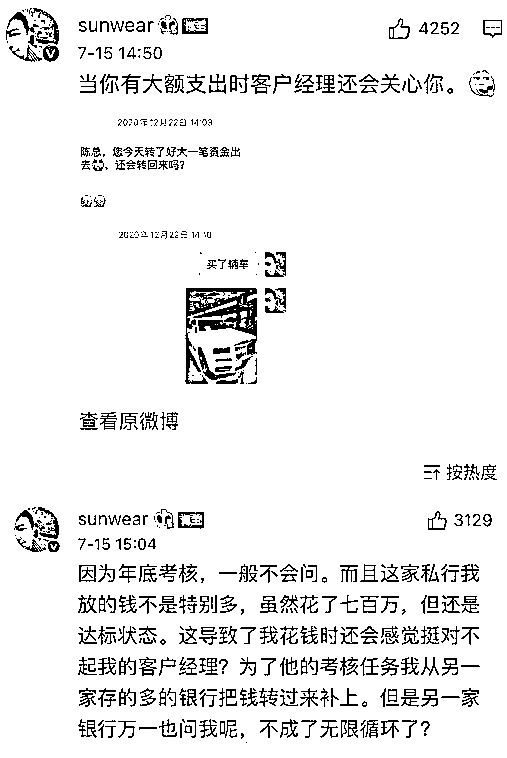 sunwear
4252
7-15 14:50
当你有大额支出时客户经理还会关心你。
2020年12月22日 14:09
陈总，您今天转了好大一笔资金出
去，还会转回来吗？
2020年12月22日 14:10
买了辆车
查看原微博
按热度
sunwear
3129
7-15 15:04
因为年底考核，一般不会问。而且这家私行我
放的钱不是特别多，虽然花了七百万，但还是
达标状态。这导致了我花钱时还会感觉挺对不
起我的客户经理？为了他的考核任务我从另一
家存的多的银行把钱转过来补上。但是另一家
银行万一也问我呢，不成了无限循环了？